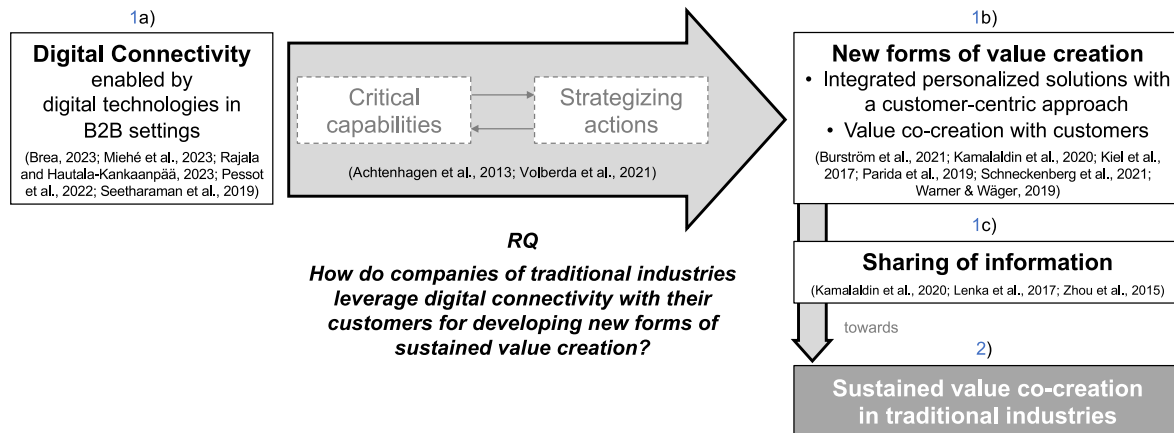 1a)
Digital Connectivity
enabled by
digital technologies in
B2B settings
(Brea, 2023; Miehé et al., 2023; Rajala
and Hautala-Kankaanpää, 2023; Pessot
et al., 2022; Seetharaman et al., 2019)
Critical
capabilities
Strategizing
actions
(Achtenhagen et al., 2013; Volberda et al., 2021)
RQ
How do companies of traditional industries
leverage digital connectivity with their
customers for developing new forms of
sustained value creation?
1b)
New forms of value creation
• Integrated personalized solutions with
a customer-centric approach
• Value co-creation with customers
(Burström et al., 2021; Kamalaldin et al., 2020; Kiel et al.,
2017; Parida et al., 2019; Schneckenberg et al., 2021;
Warner & Wäger, 2019)
1c)
Sharing of information
(Kamalaldin et al., 2020; Lenka et al., 2017; Zhou et al., 2015)
towards
2)
Sustained value co-creation
in traditional industries